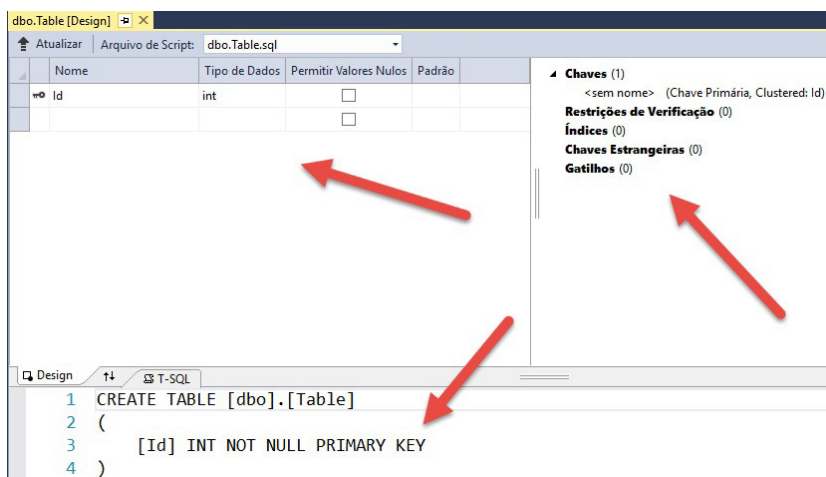 dbo.Table [Design]
Atualizar Arquivo de Script: dbo.Table.sql
Nome Tipo de Dados Permitir Valores Nulos Padrão
Id int
Chaves (1)
<sem nome> (Chave Primária, Clustered: Id)
Restrições de Verificação (0)
Índices (0)
Chaves Estrangeiras (0)
Gatilhos (0)
Design T-SQL
1 CREATE TABLE [dbo].[Table]
2 (
3 [Id] INT NOT NULL PRIMARY KEY
4 )